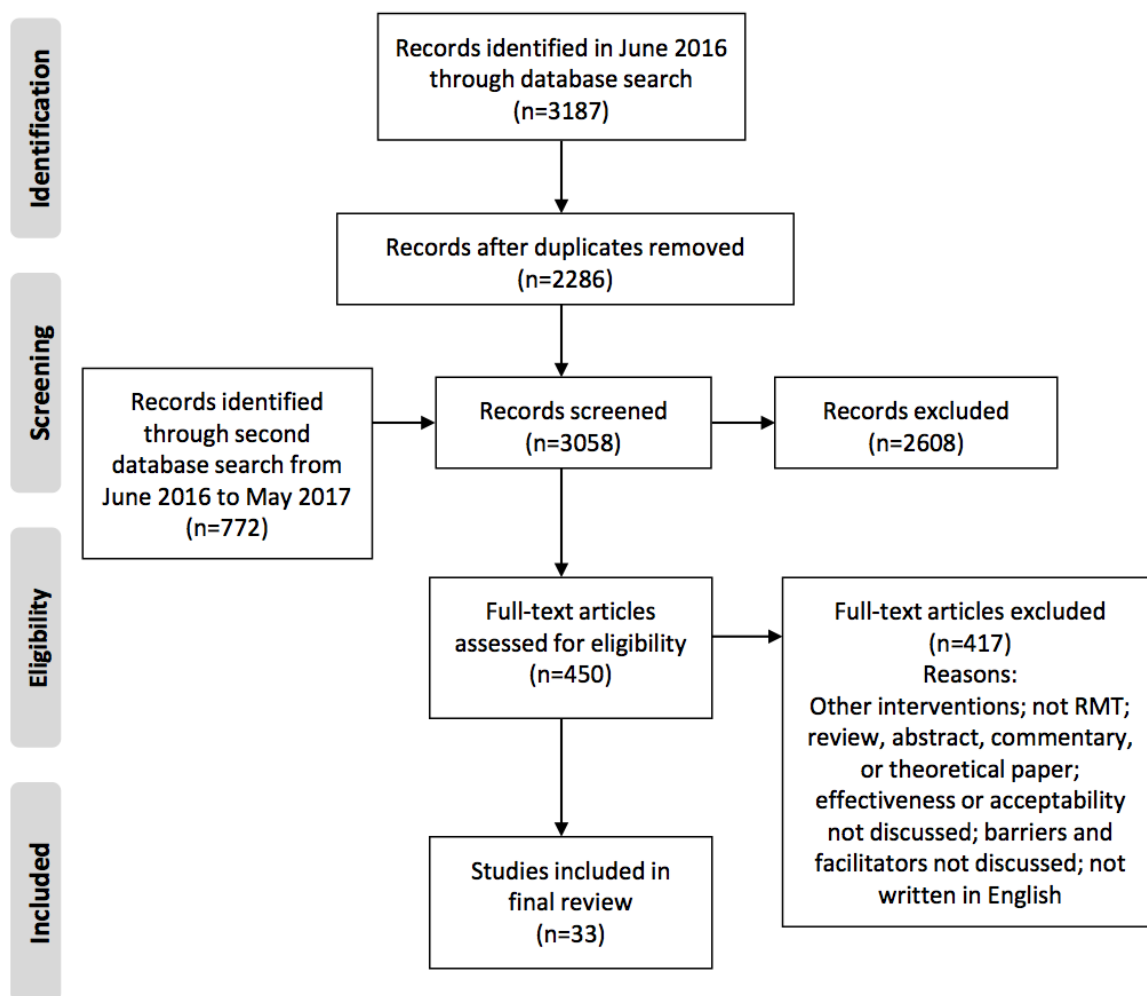 Identification
Records identified in June 2016
through database search
(n=3187)
Records after duplicates removed
(n=2286)
Screening
Records identified
through second
database search from
June 2016 to May 2017
(n=772)
Records screened
(n=3058)
Records excluded
(n=2608)
Eligibility
Full-text articles
assessed for eligibility
(n=450)
Full-text articles excluded
(n=417)
Reasons:
Other interventions; not RMT;
review, abstract, commentary,
or theoretical paper;
effectiveness or acceptability
not discussed; barriers and
facilitators not discussed; not
written in English
Included
Studies included in
final review
(n=33)